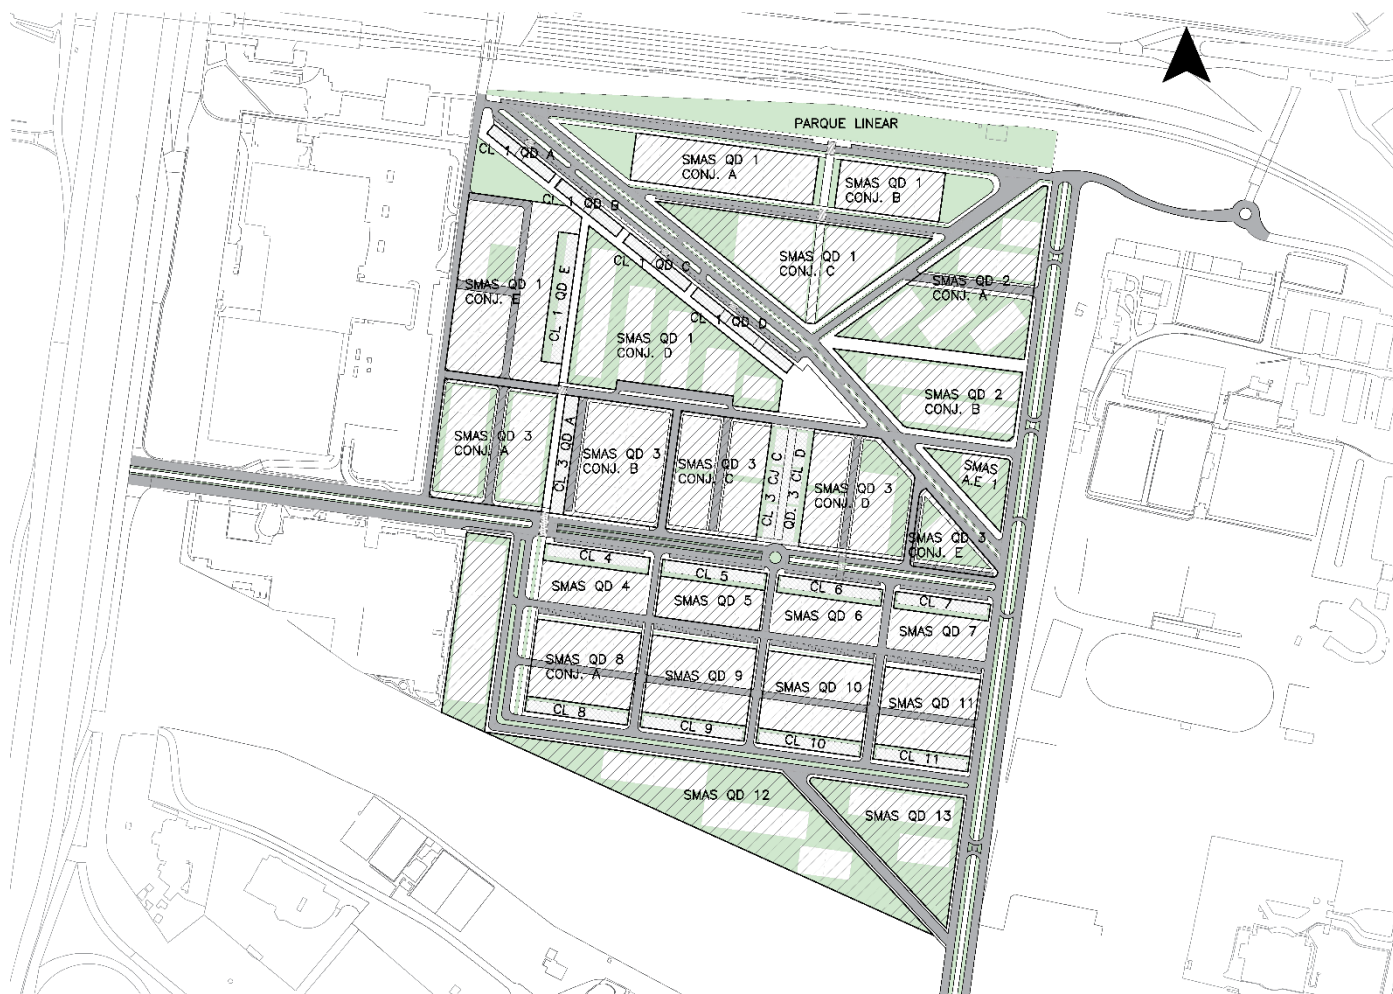 PARQUE LINEAR
CL 1 QD A
SMAS QD 1
CONJ. A
SMAS QD 1
CONJ. B
CL 1 QD B
SMAS QD 1
CONJ. C
CL 1 QD C
SMAS QD 1
CONJ. E
CL 1 QD E
SMAS QD 2
CONJ. A
CL 1 QD D
SMAS QD 1
CONJ. D
SMAS QD 2
CONJ. B
SMAS QD 3
CONJ. A
CL 3 QD A
SMAS QD 3
CONJ. B
SMAS QD 3
CONJ. C
CL 3 CJ C
QD. 3 CL D
SMAS QD 3
CONJ. D
SMAS
A.E 1
SMAS QD 3
CONJ. E
CL 4
SMAS QD 4
CL 5
SMAS QD 5
CL 6
SMAS QD 6
CL 7
SMAS QD 7
SMAS QD 8
CONJ. A
SMAS QD 9
SMAS QD 10
SMAS QD 11
CL 8
CL 9
CL 10
CL 11
SMAS QD 12
SMAS QD 13